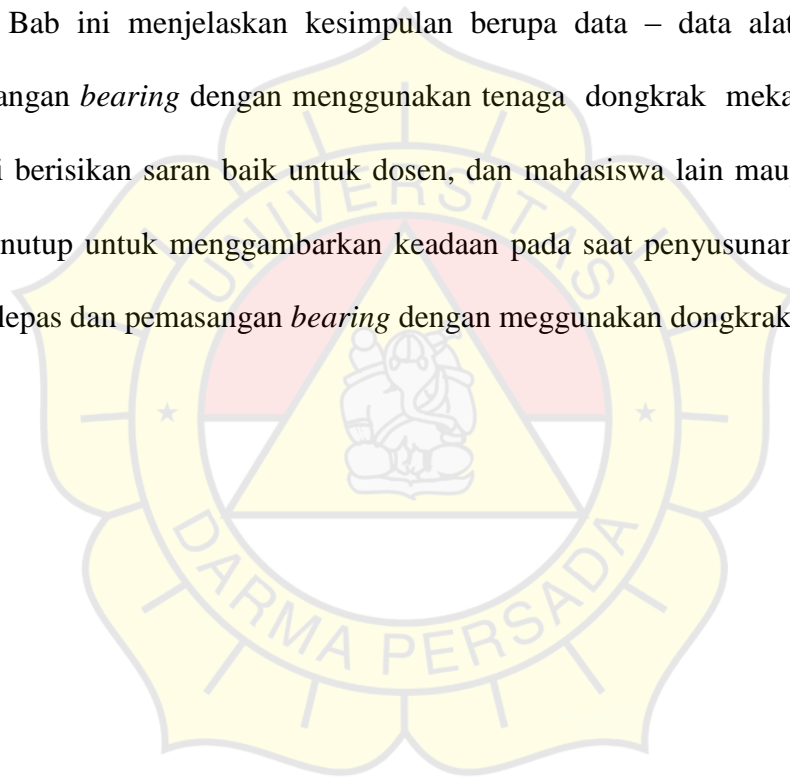 Bab ini menjelaskan kesimpulan berupa data – data alat
angan bearing dengan menggunakan tenaga dongkrak meka
i berisikan saran baik untuk dosen, dan mahasiswa lain mau
nutup untuk menggambarkan keadaan pada saat penyusunan
lepas dan pemasangan bearing dengan meggunakan dongkrak
UNIVERSITAS
DARMA PERSADA